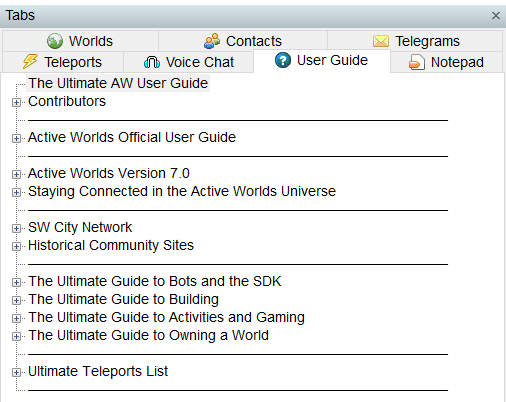 Tabs
Worlds Contacts Telegrams
Teleports Voice Chat User Guide Notepad
The Ultimate AW User Guide
Contributors
Active Worlds Official User Guide
Active Worlds Version 7.0
Staying Connected in the Active Worlds Universe
SW City Network
Historical Community Sites
The Ultimate Guide to Bots and the SDK
The Ultimate Guide to Building
The Ultimate Guide to Activities and Gaming
The Ultimate Guide to Owning a World
Ultimate Teleports List